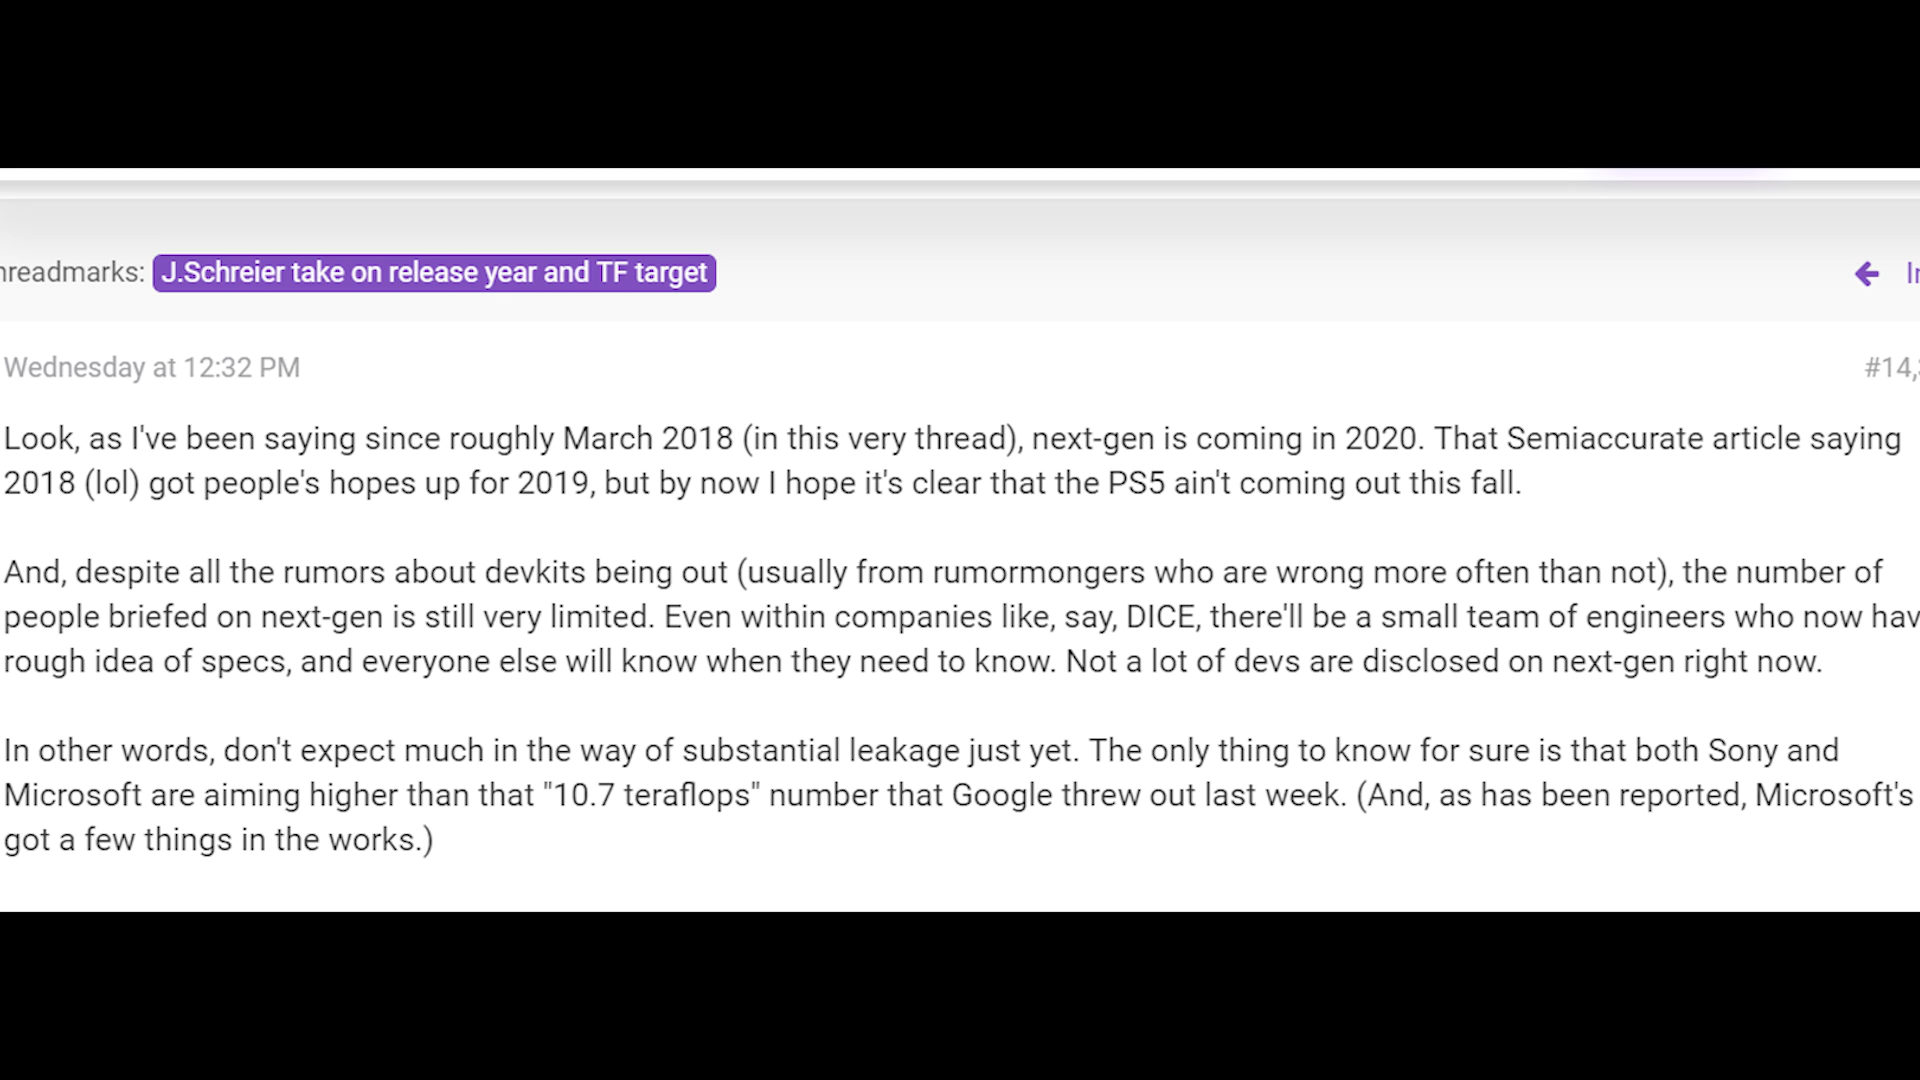 hreadmarks: J.Schreier take on release year and TF target
Wednesday at 12:32 PM #14,
Look, as I've been saying since roughly March 2018 (in this very thread), next-gen is coming in 2020. That Semiaccurate article saying
2018 (lol) got people's hopes up for 2019, but by now I hope it's clear that the PS5 ain't coming out this fall.
And, despite all the rumors about devkits being out (usually from rumormongers who are wrong more often than not), the number of
people briefed on next-gen is still very limited. Even within companies like, say, DICE, there'll be a small team of engineers who now hav
rough idea of specs, and everyone else will know when they need to know. Not a lot of devs are disclosed on next-gen right now.
In other words, don't expect much in the way of substantial leakage just yet. The only thing to know for sure is that both Sony and
Microsoft are aiming higher than that "10.7 teraflops" number that Google threw out last week. (And, as has been reported, Microsoft's
got a few things in the works.)